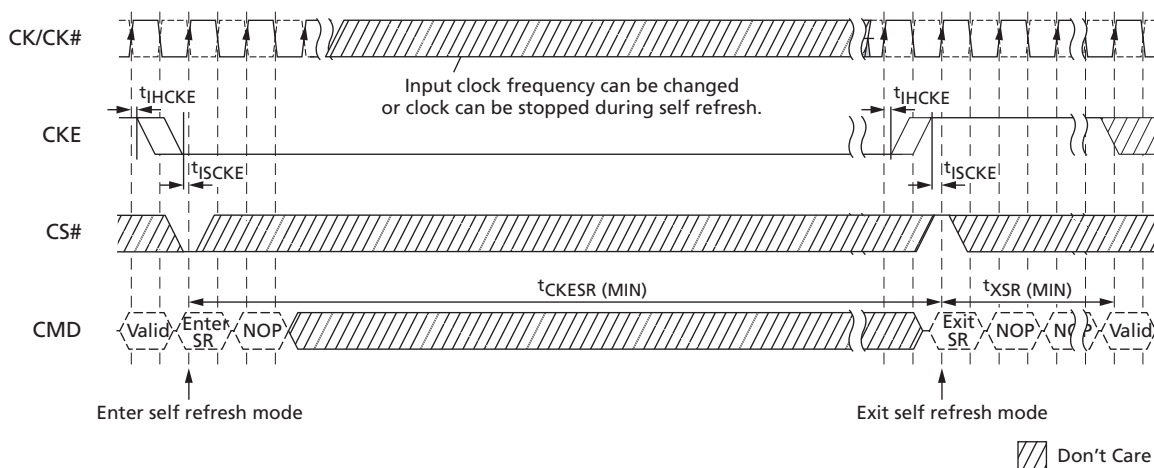 CK/CK#
Input clock frequency can be changed
or clock can be stopped during self refresh.
tIHCKE
tIHCKE
CKE
tISCKE
tISCKE
CS#
tCKESR (MIN)
tXSR (MIN)
CMD
Valid
Enter
SR
NOP
Exit
SR
NOP
NOP
Valid
Enter self refresh mode
Exit self refresh mode
Don't Care